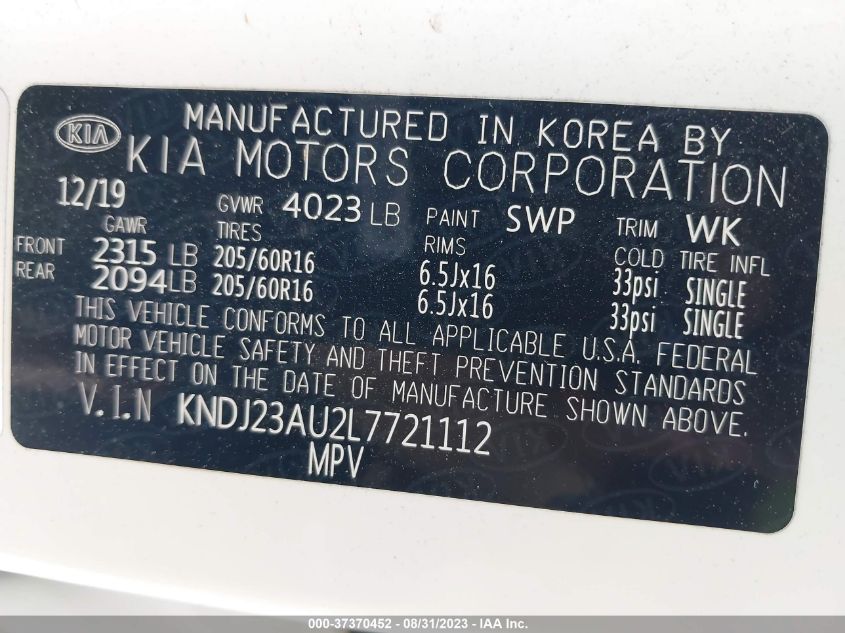 KIA MANUFACTURED IN KOREA BY
KIA MOTORS CORPORATION
12/19 GVWR 4023 LB PAINT SWP TRIM WK
GAWR TIRES RIMS COLD TIRE INFL
FRONT 2315 LB 205/60R16 6.5Jx16 33psi SINGLE
REAR 2094 LB 205/60R16 6.5Jx16 33psi SINGLE
THIS VEHICLE CONFORMS TO ALL APPLICABLE U.S.A. FEDERAL
MOTOR VEHICLE SAFETY AND THEFT PREVENTION STANDARDS
IN EFFECT ON THE DATE OF MANUFACTURE SHOWN ABOVE.
V.I.N KNDJ23AU2L7721112
MPV
000-37370452 - 08/31/2023 - IAA Inc.